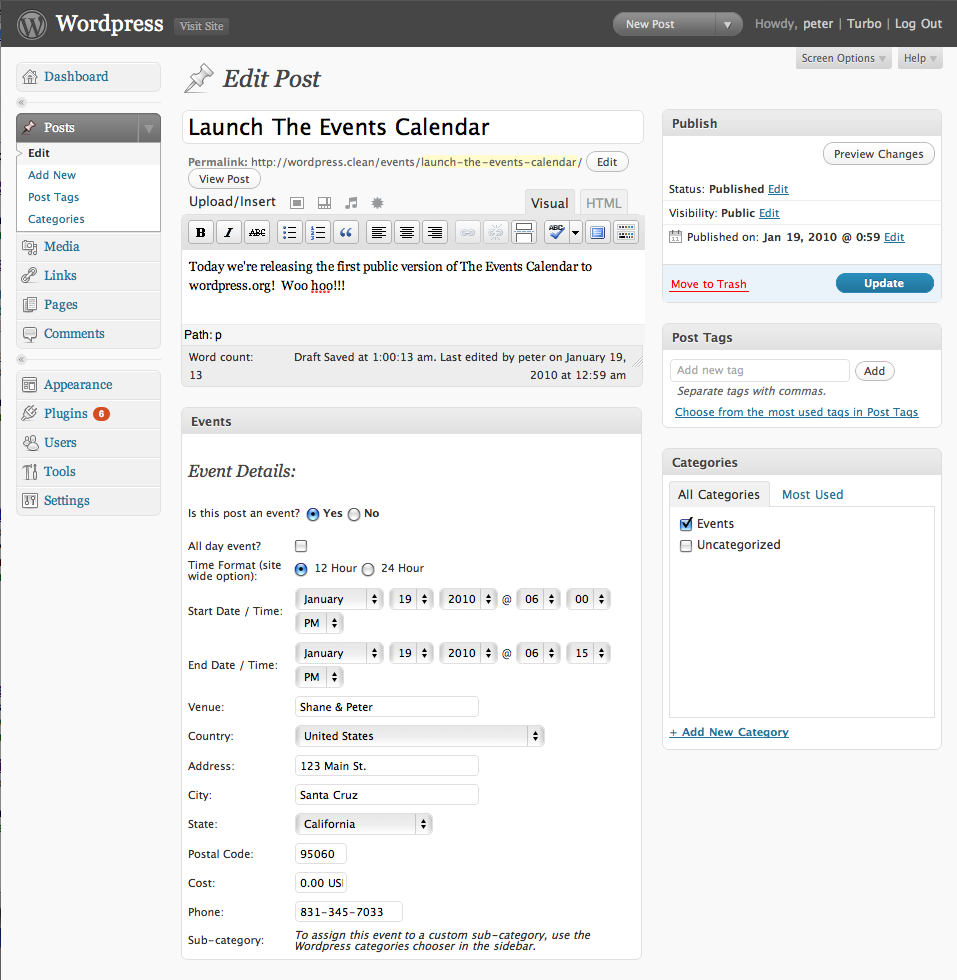 Wordpress Visit Site New Post Howdy, peter | Turbo | Log Out
Screen Options Help
Dashboard
Posts
Edit
Add New
Post Tags
Categories
Media
Links
Pages
Comments
Appearance
Plugins 6
Users
Tools
Settings
Edit Post
Launch The Events Calendar
Permalink: http://wordpress.clean/events/launch-the-events-calendar/ Edit
View Post
Upload/Insert Visual HTML
B I ABC “ ABC
Today we're releasing the first public version of The Events Calendar to
wordpress.org! Woo hoo!!!
Path: p
Word count: Draft Saved at 1:00:13 am. Last edited by peter on January 19,
13 2010 at 12:59 am
Events
Event Details:
Is this post an event? Yes No
All day event?
Time Format (site
wide option): 12 Hour 24 Hour
Start Date / Time: January 19 2010 @ 06 00
PM
End Date / Time: January 19 2010 @ 06 15
PM
Venue: Shane & Peter
Country: United States
Address: 123 Main St.
City: Santa Cruz
State: California
Postal Code: 95060
Cost: 0.00 US
Phone: 831-345-7033
Sub-category: To assign this event to a custom sub-category, use the
Wordpress categories chooser in the sidebar.
Publish
Preview Changes
Status: Published Edit
Visibility: Public Edit
Published on: Jan 19, 2010 @ 0:59 Edit
Move to Trash Update
Post Tags
Add new tag Add
Separate tags with commas.
Choose from the most used tags in Post Tags
Categories
All Categories Most Used
Events
Uncategorized
+ Add New Category